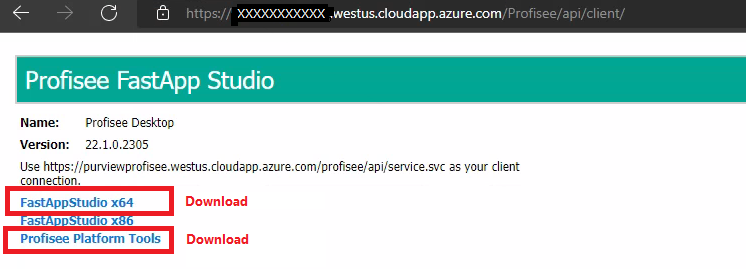 https:// XXXXXXXXXXX.westus.cloudapp.azure.com/Profisee/api/client/
Profisee FastApp Studio
Name: Profisee Desktop
Version: 22.1.0.2305
Use https://purviewprofisee.westus.cloudapp.azure.com/profisee/api/service.svc as your client
connection.
FastAppStudio x64 Download
FastAppStudio x86
Profisee Platform Tools Download